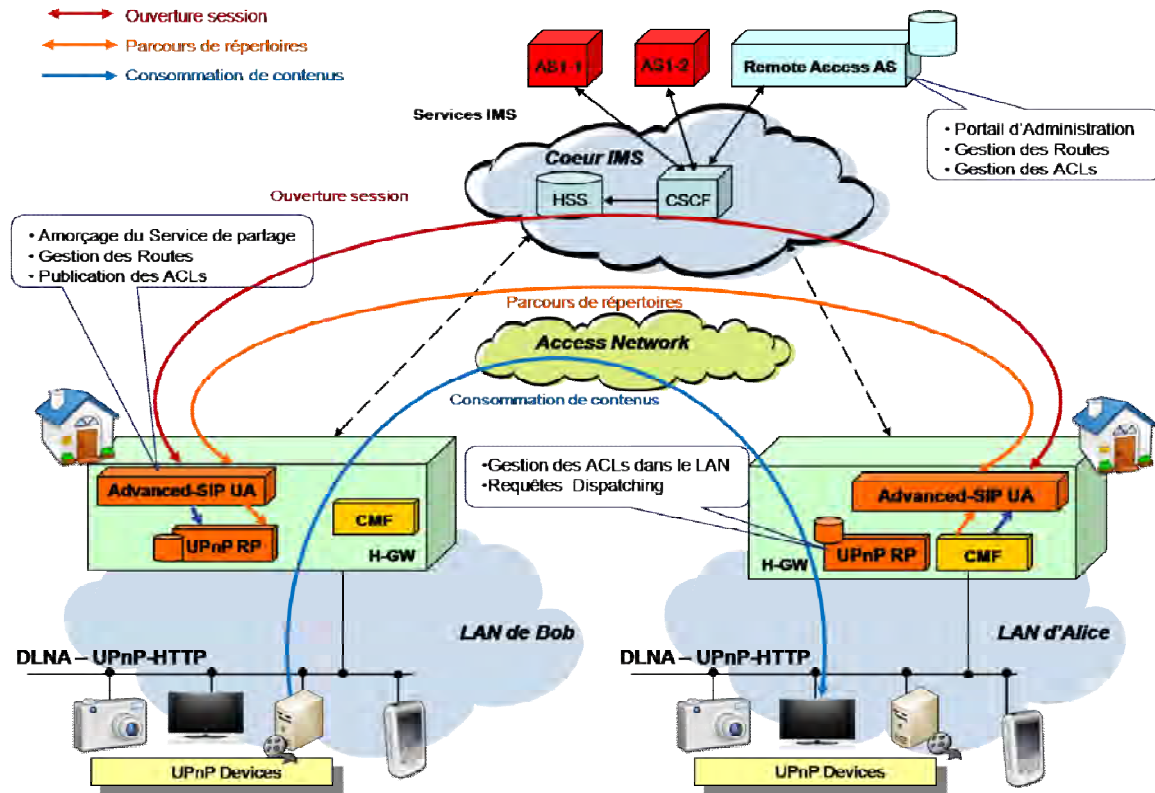 Ouverture session
Parcours de répertoires
Consommation de contenus
AS1-1
AS1-2
Remote Access AS
Services IMS
• Portail d'Administration
• Gestion des Routes
• Gestion des ACLs
Coeur IMS
HSS
CSCF
Ouverture session
• Amorçage du Service de partage
• Gestion des Routes
• Publication des ACLs
Parcours de répertoires
Access Network
Consommation de contenus
•Gestion des ACLs dans le LAN
•Requêtes Dispatching
Advanced-SIP UA
UPnP RP
CMF
H-GW
Advanced-SIP UA
UPnP RP
CMF
H-GW
LAN de Bob
LAN d'Alice
DLNA – UPnP-HTTP
DLNA – UPnP-HTTP
UPnP Devices
UPnP Devices